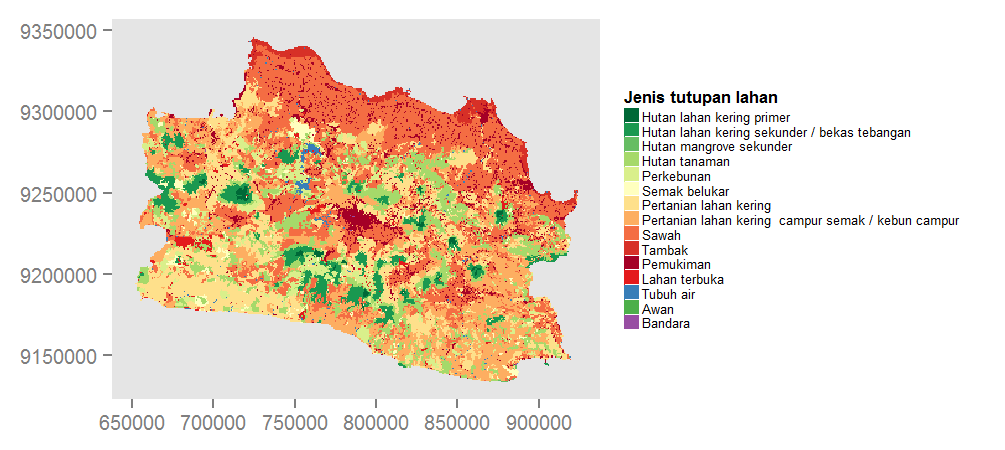 9350000
9300000
9250000
9200000
9150000
650000 700000 750000 800000 850000 900000
Jenis tutupan lahan
Hutan lahan kering primer
Hutan lahan kering sekunder / bekas tebangan
Hutan mangrove sekunder
Hutan tanaman
Perkebunan
Semak belukar
Pertanian lahan kering
Pertanian lahan kering  campur semak / kebun campur
Sawah
Tambak
Pemukiman
Lahan terbuka
Tubuh air
Awan
Bandara